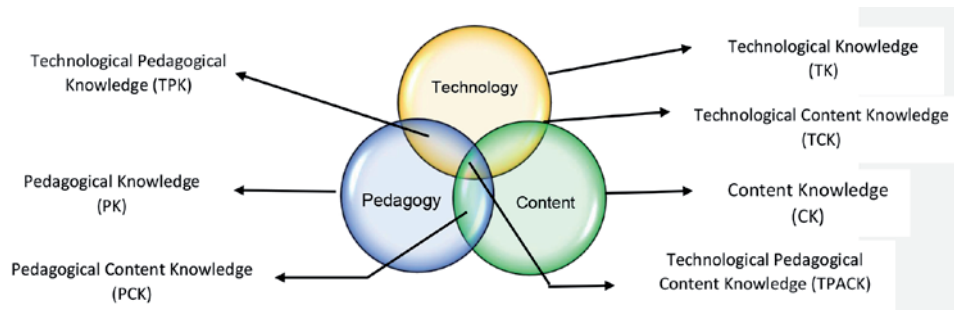 Technological Pedagogical
Knowledge (TPK)
Technology
Technological Knowledge
(TK)
Technological Content Knowledge
(TCK)
Pedagogical Knowledge
(PK)
Pedagogy
Content
Content Knowledge
(CK)
Pedagogical Content Knowledge
(PCK)
Technological Pedagogical
Content Knowledge (TPACK)